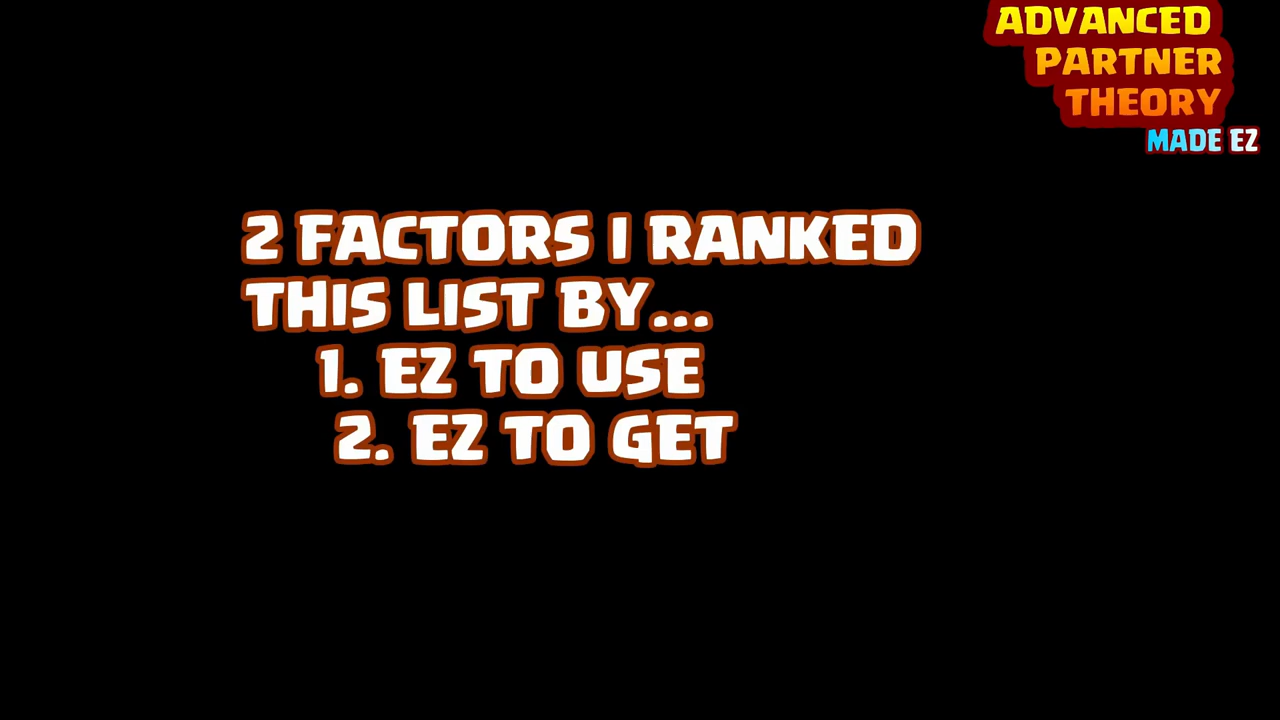 ADVANCED
PARTNER
THEORY
MADE EZ
2 FACTORS I RANKED
THIS LIST BY...
1. EZ TO USE
2. EZ TO GET